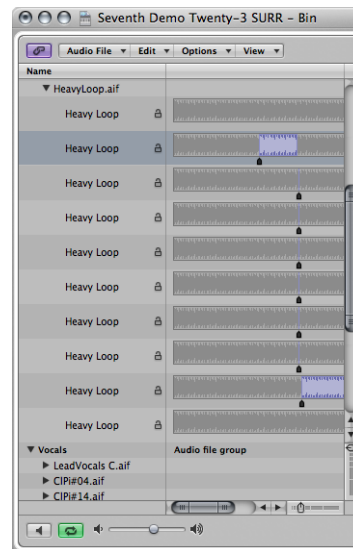 Seventh Demo Twenty-3 SURR - Bin
Audio File Edit Options View
Name
HeavyLoop.aif
Heavy Loop
Heavy Loop
Heavy Loop
Heavy Loop
Heavy Loop
Heavy Loop
Heavy Loop
Heavy Loop
Heavy Loop
Heavy Loop
Vocals Audio file group
LeadVocals C.aif
CIPi#04.aif
CIPi#14.aif